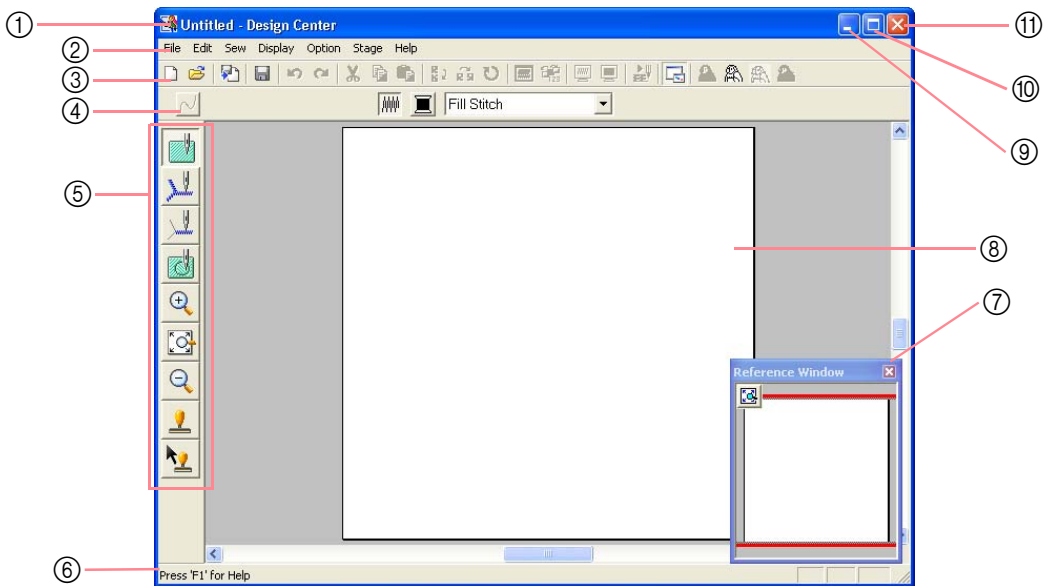 ① Untitled - Design Center ⑪
② File Edit Sew Display Option Stage Help
③ ⑩
④ Fill Stitch
⑨
⑤
⑧
⑦
Reference Window
⑥ Press 'F1' for Help